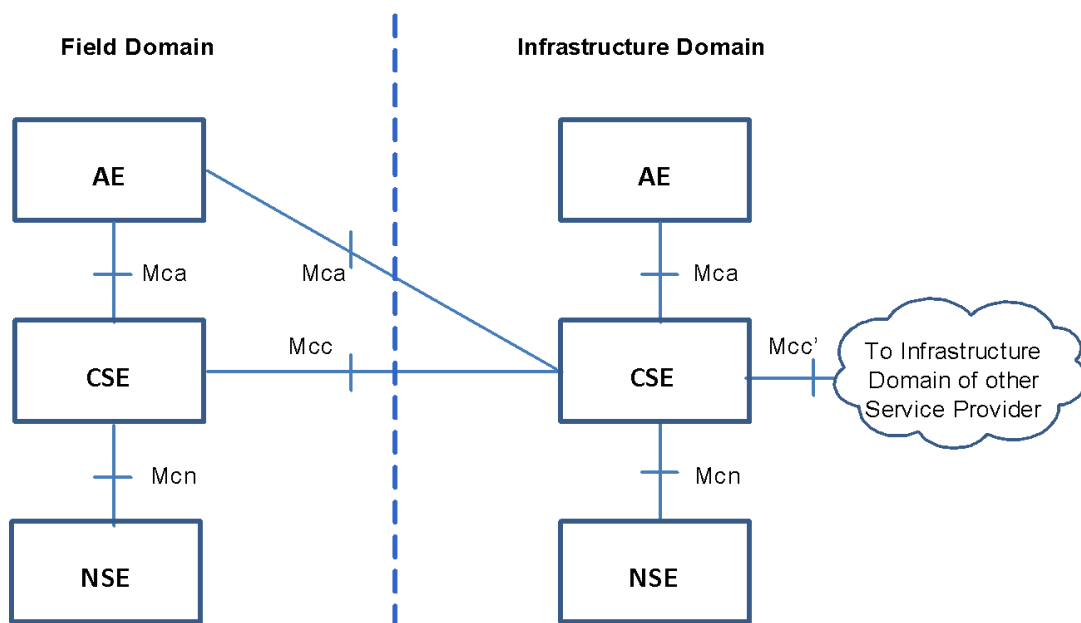 Field Domain
Infrastructure Domain
AE
AE
Mca
Mca
Mca
CSE
Mcc
CSE
Mcc’
To Infrastructure
Domain of other
Service Provider
Mcn
Mcn
NSE
NSE